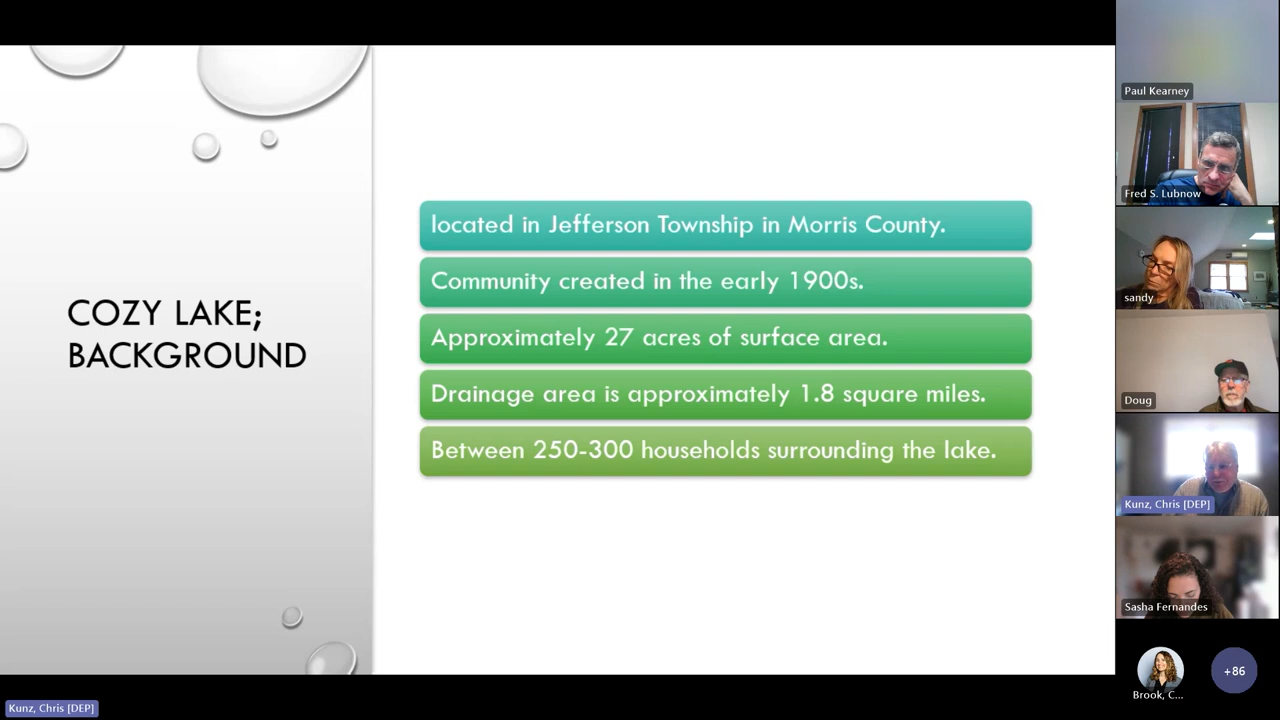 COZY LAKE;
BACKGROUND
located in Jefferson Township in Morris County.
Community created in the early 1900s.
Approximately 27 acres of surface area.
Drainage area is approximately 1.8 square miles.
Between 250-300 households surrounding the lake.
Paul Kearney
Fred S. Lubnow
sandy
Doug
Kunz, Chris [DEP]
Sasha Fernandes
Brook, C...
+86
Kunz, Chris [DEP]